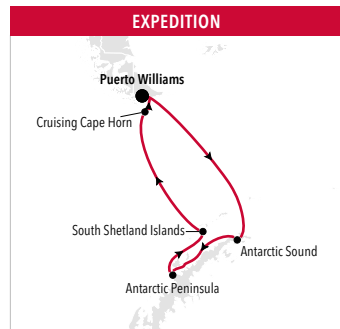 EXPEDITION
Puerto Williams
Cruising Cape Horn
South Shetland Islands
Antarctic Sound
Antarctic Peninsula